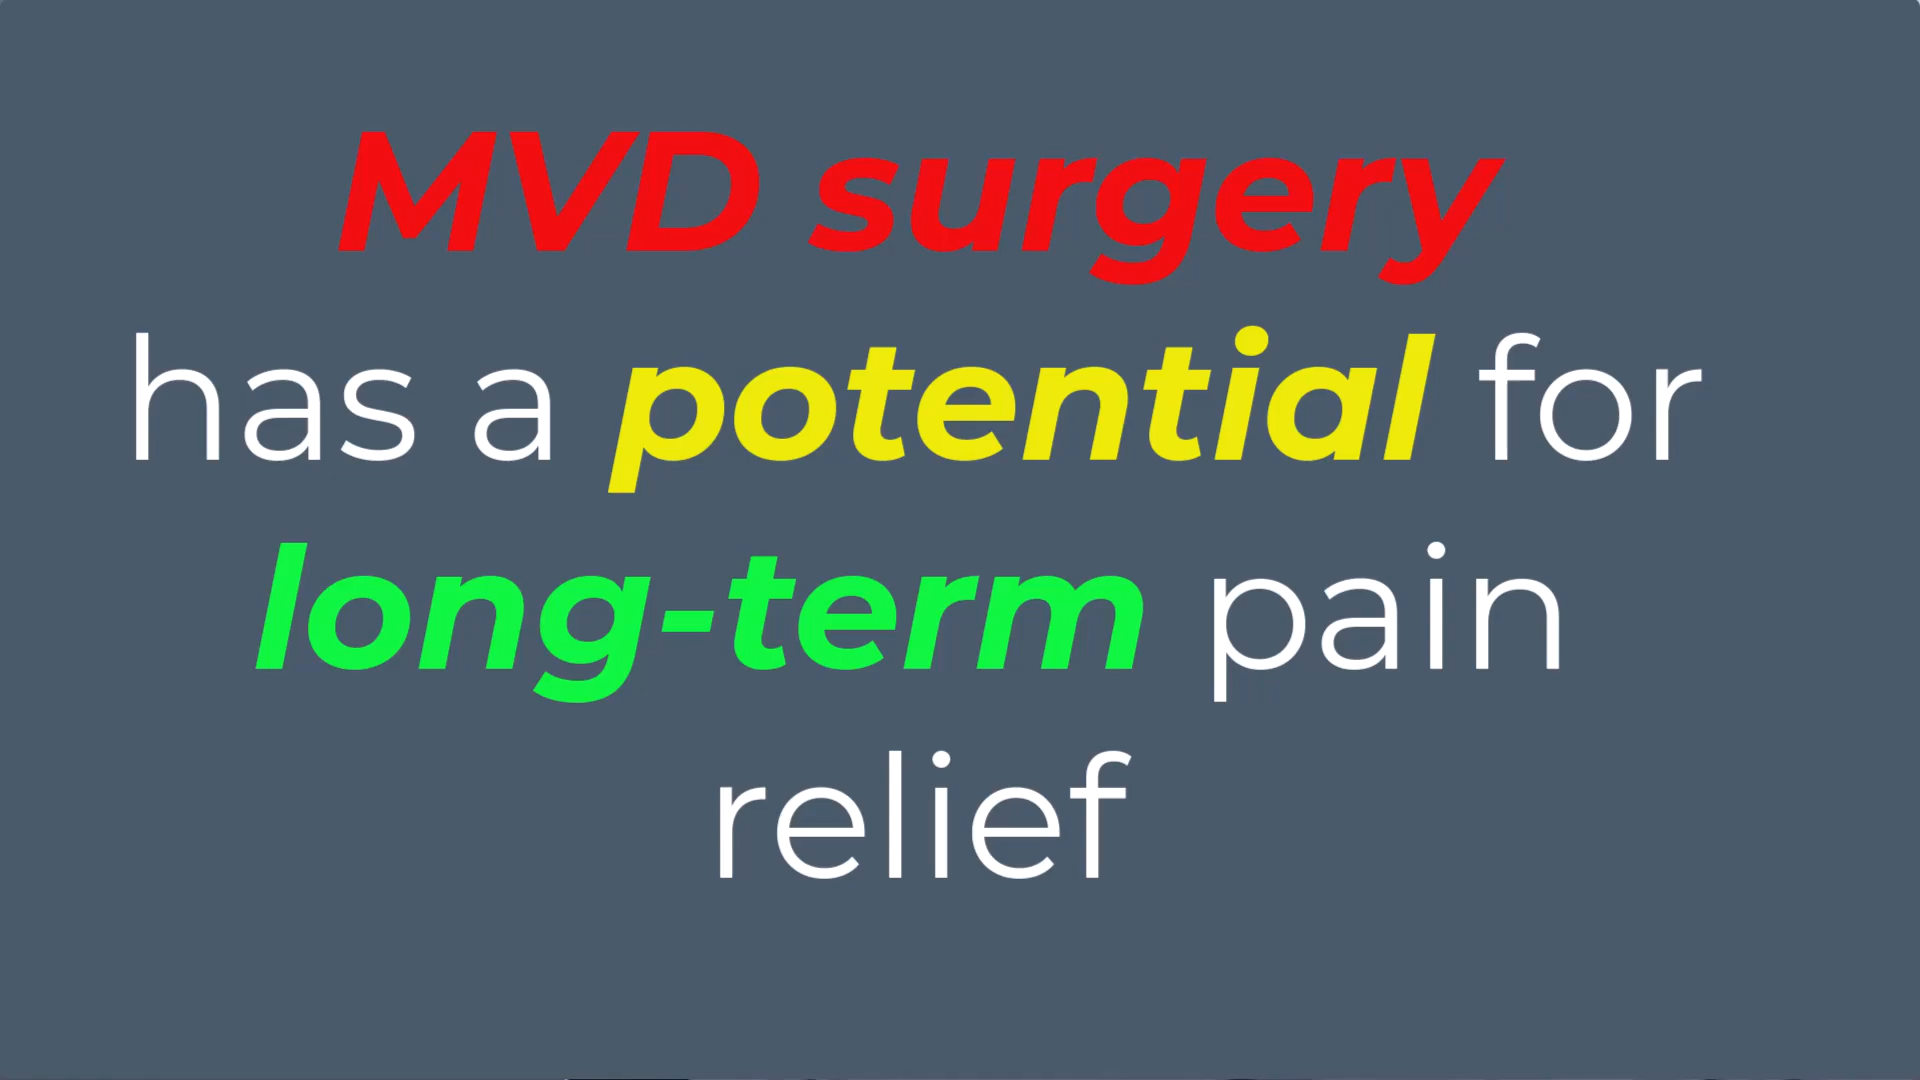 MVD surgery
has a potential for
long-term pain
relief